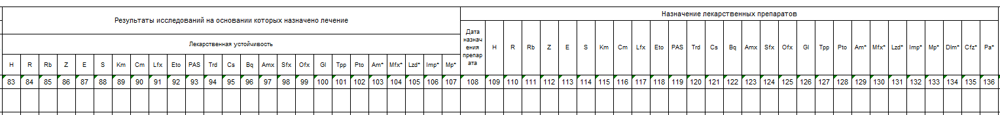 Назначение лекарственных препаратов
Результаты исследований на основании которых назначено лечение
Лекарственная устойчивость
Дата
назнач
ения
препар
ата
H R Rb Z E S Km Cm Lfx Eto PAS Trd Cs Bq Amx Sfx Ofx Gl Tpp Pto Am* Mfx* Lzd* Imp* Mp* Dlm* Cfz* Pa*
H R Rb Z E S Km Cm Lfx Eto PAS Trd Cs Bq Amx Sfx Ofx Gl Tpp Pto Am* Mfx* Lzd* Imp* Mp*
83 84 85 86 87 88 89 90 91 92 93 94 95 96 97 98 99 100 101 102 103 104 105 106 107 108 109 110 111 112 113 114 115 116 117 118 119 120 121 122 123 124 125 126 127 128 129 130 131 132 133 134 135 136